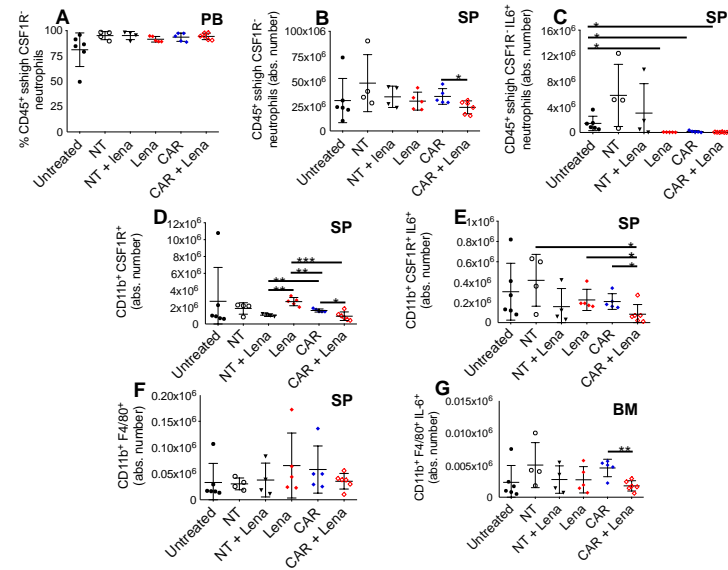 A
PB
% CD45⁺ sshigh CSF1R⁻
neutrophils
100
75
50
25
0
Untreated
NT
NT + lena
Lena
CAR
CAR + Lena
B
SP
CD45⁺ sshigh CSF1R⁻
neutrophils (abs. number)
100x106
75x10⁶
50x10⁶
25x10⁶
0
*
Untreated
NT
NT + lena
Lena
CAR
CAR + Lena
C
SP
CD45⁺ sshigh CSF1R⁻ IL6⁺
neutrophils (abs. number)
16x10⁶
12x10⁶
8x10⁶
4x10⁶
0
*
*
*
Untreated
NT
NT + Lena
Lena
CAR
CAR + Lena
D
SP
CD11b⁺ CSF1R⁺
(abs. number)
12x10⁶
10x10⁶
8x10⁶
6x10⁶
4x10⁶
2x10⁶
0
***
**
**
**
*
Untreated
NT
NT + Lena
Lena
CAR
CAR + Lena
E
SP
CD11b⁺ CSF1R⁺ IL6⁺
(abs. number)
1x10⁶
0.8x10⁶
0.6x10⁶
0.4x10⁶
0.2x10⁶
0
*
*
*
Untreated
NT
NT + Lena
Lena
CAR
CAR + Lena
F
SP
CD11b⁺ F4/80⁺
(abs. number)
0.20x10⁶
0.15x10⁶
0.10x10⁶
0.05x10⁶
0
Untreated
NT
NT + Lena
Lena
CAR
CAR + Lena
G
BM
CD11b⁺ F4/80⁺ IL-6⁺
(abs. number)
0.015x10⁶
0.010x10⁶
0.005x10⁶
0
**
Untreated
NT
NT + Lena
Lena
CAR
CAR + Lena